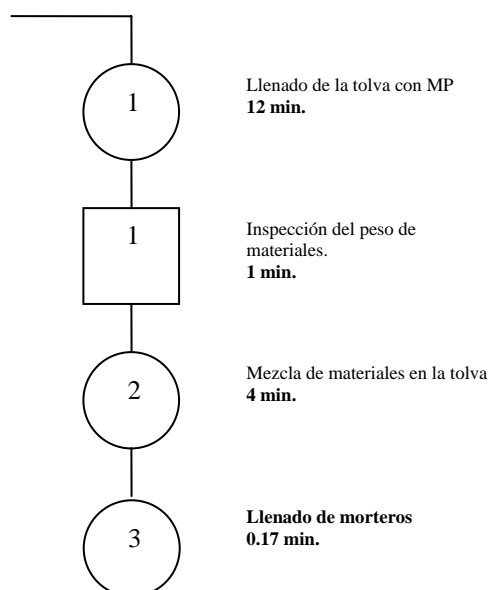 1
Llenado de la tolva con MP
12 min.
1
Inspección del peso de
materiales.
1 min.
2
Mezcla de materiales en la tolva
4 min.
3
Llenado de morteros
0.17 min.